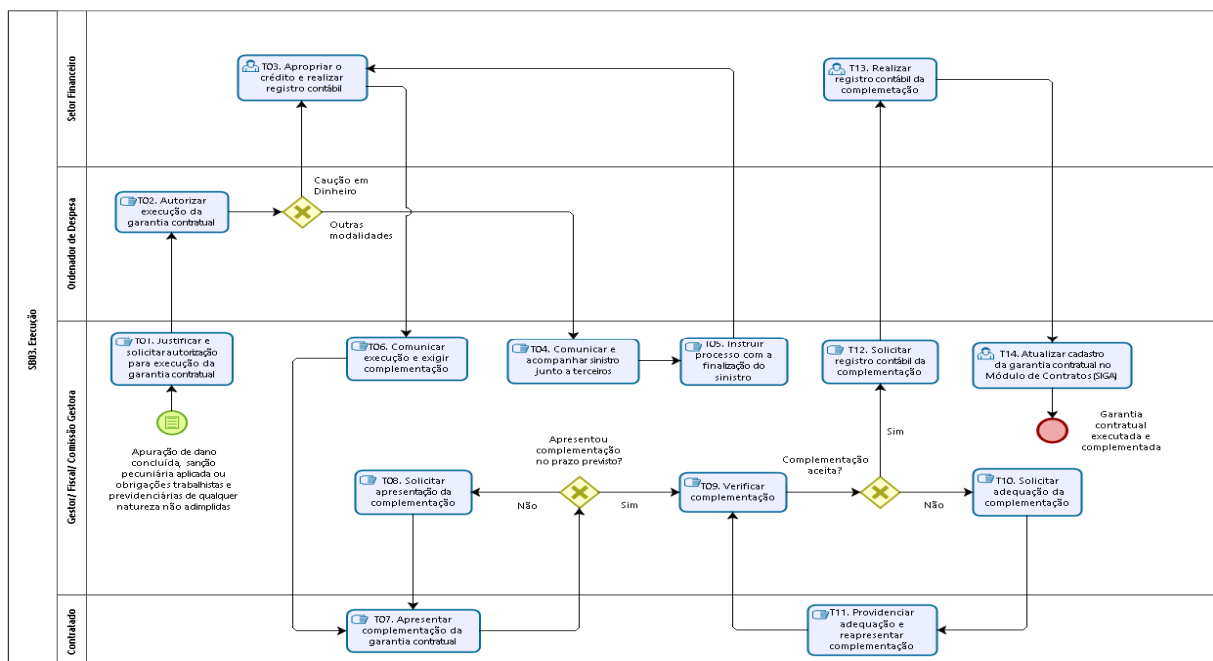 SB03. Execução
Setor Financeiro
T03. Apropriar o
crédito e realizar
registro contábil
T13. Realizar
registro contábil da
complemetação
Ordenador de Despesa
T02. Autorizar
execução da
garantia contratual
Caução em
Dinheiro
Outras
modalidades
Gestor/ Fiscal/ Comissão Gestora
T01. Justificar e
solicitar autorização
para execução da
garantia contratual
T06. Comunicar
execução e exigir
complementação
T04. Comunicar e
acompanhar sinistro
junto a terceiros
T05. Instruir
processo com a
finalização do
sinistro
T12. Solicitar
registro contábil da
complementação
T14. Atualizar cadastro
da garantia contratual no
Módulo de Contratos (SIGA)
Apuração de dano
concluída, sanção
pecuniária aplicada ou
obrigações trabalhistas e
previdenciárias de qualquer
natureza não adimplidas
Garantia
contratual
executada e
complementada
T08. Solicitar
apresentação da
complementação
Apresentou
complementação
no prazo previsto?
Não
Sim
T09. Verificar
complementação
Complementação
aceita?
Sim
Não
T10. Solicitar
adequação da
complementação
Contratado
T07. Apresentar
complementação da
garantia contratual
T11. Providenciar
adequação e
reapresentar
complementação